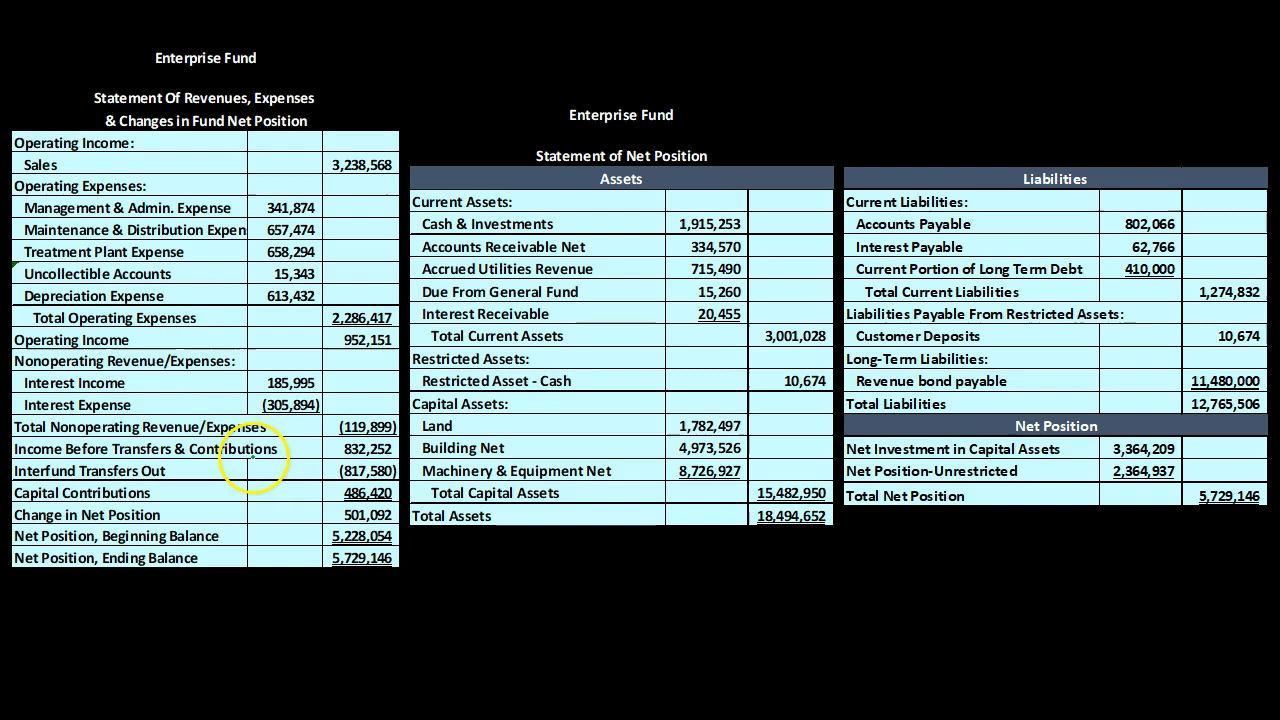 Enterprise Fund
Statement Of Revenues, Expenses
& Changes in Fund Net Position
Operating Income:
Sales 3,238,568
Operating Expenses:
Management & Admin. Expense 341,874
Maintenance & Distribution Expen 657,474
Treatment Plant Expense 658,294
Uncollectible Accounts 15,343
Depreciation Expense 613,432
Total Operating Expenses 2,286,417
Operating Income 952,151
Nonoperating Revenue/Expenses:
Interest Income 185,995
Interest Expense (305,894)
Total Nonoperating Revenue/Expenses (119,899)
Income Before Transfers & Contributions 832,252
Interfund Transfers Out (817,580)
Capital Contributions 486,420
Change in Net Position 501,092
Net Position, Beginning Balance 5,228,054
Net Position, Ending Balance 5,729,146
Enterprise Fund
Statement of Net Position
Assets
Current Assets:
Cash & Investments 1,915,253
Accounts Receivable Net 334,570
Accrued Utilities Revenue 715,490
Due From General Fund 15,260
Interest Receivable 20,455
Total Current Assets 3,001,028
Restricted Assets:
Restricted Asset - Cash 10,674
Capital Assets:
Land 1,782,497
Building Net 4,973,526
Machinery & Equipment Net 8,726,927
Total Capital Assets 15,482,950
Total Assets 18,494,652
Liabilities
Current Liabilities:
Accounts Payable 802,066
Interest Payable 62,766
Current Portion of Long Term Debt 410,000
Total Current Liabilities 1,274,832
Liabilities Payable From Restricted Assets:
Customer Deposits 10,674
Long-Term Liabilities:
Revenue bond payable 11,480,000
Total Liabilities 12,765,506
Net Position
Net Investment in Capital Assets 3,364,209
Net Position-Unrestricted 2,364,937
Total Net Position 5,729,146